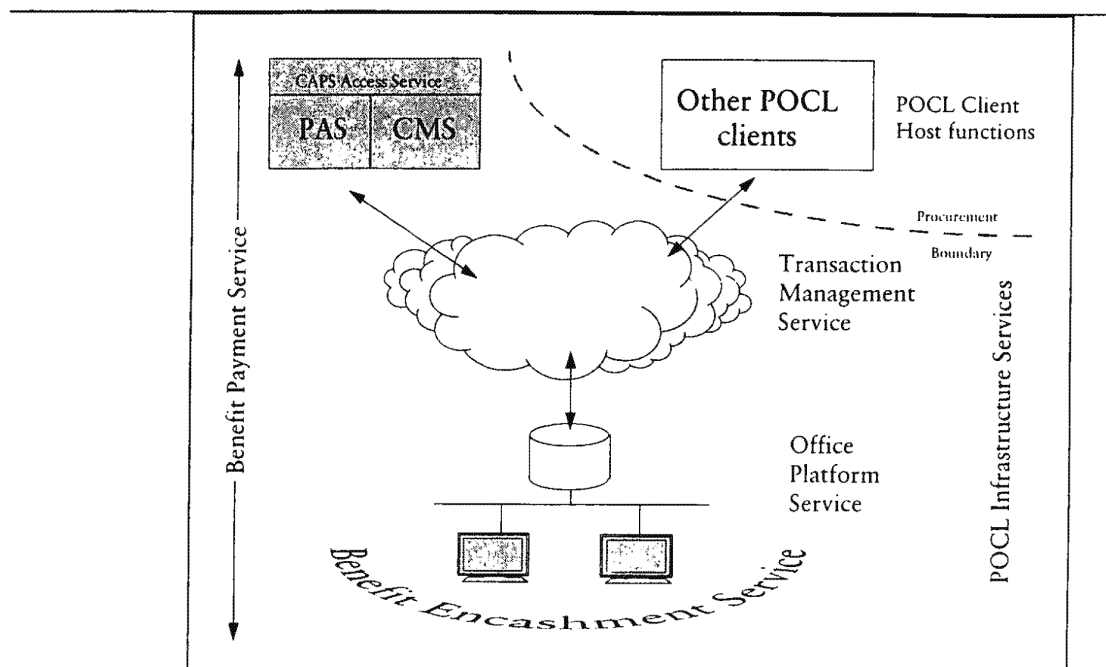 CAPS Access Service
PAS CMS
Other POCL
clients
POCL Client
Host functions
Procurement
Boundary
Transaction
Management
Service
Benefit Payment Service
POCL Infrastructure Services
Office
Platform
Service
Benefit Encashment Service